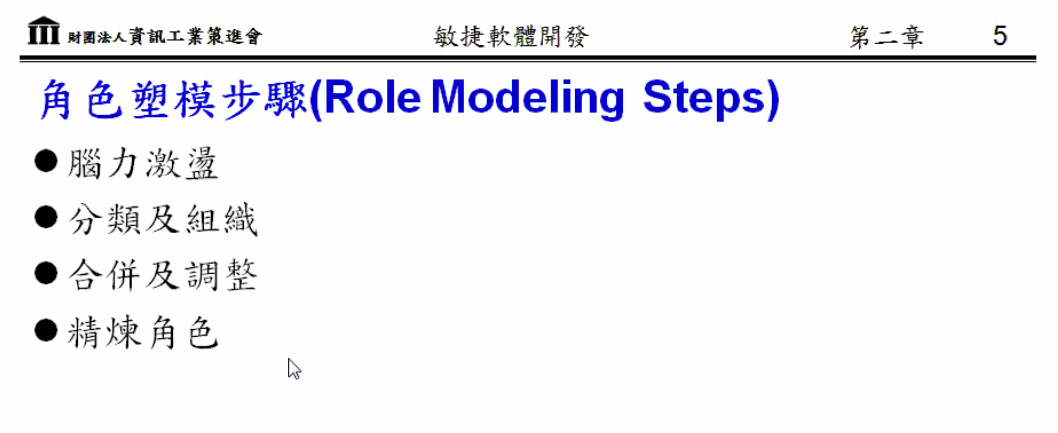 財團法人資訊工業策進會 敏捷軟體開發 第二章 5
角色塑模步驟(Role Modeling Steps)
●腦力激盪
●分類及組織
●合併及調整
●精煉角色